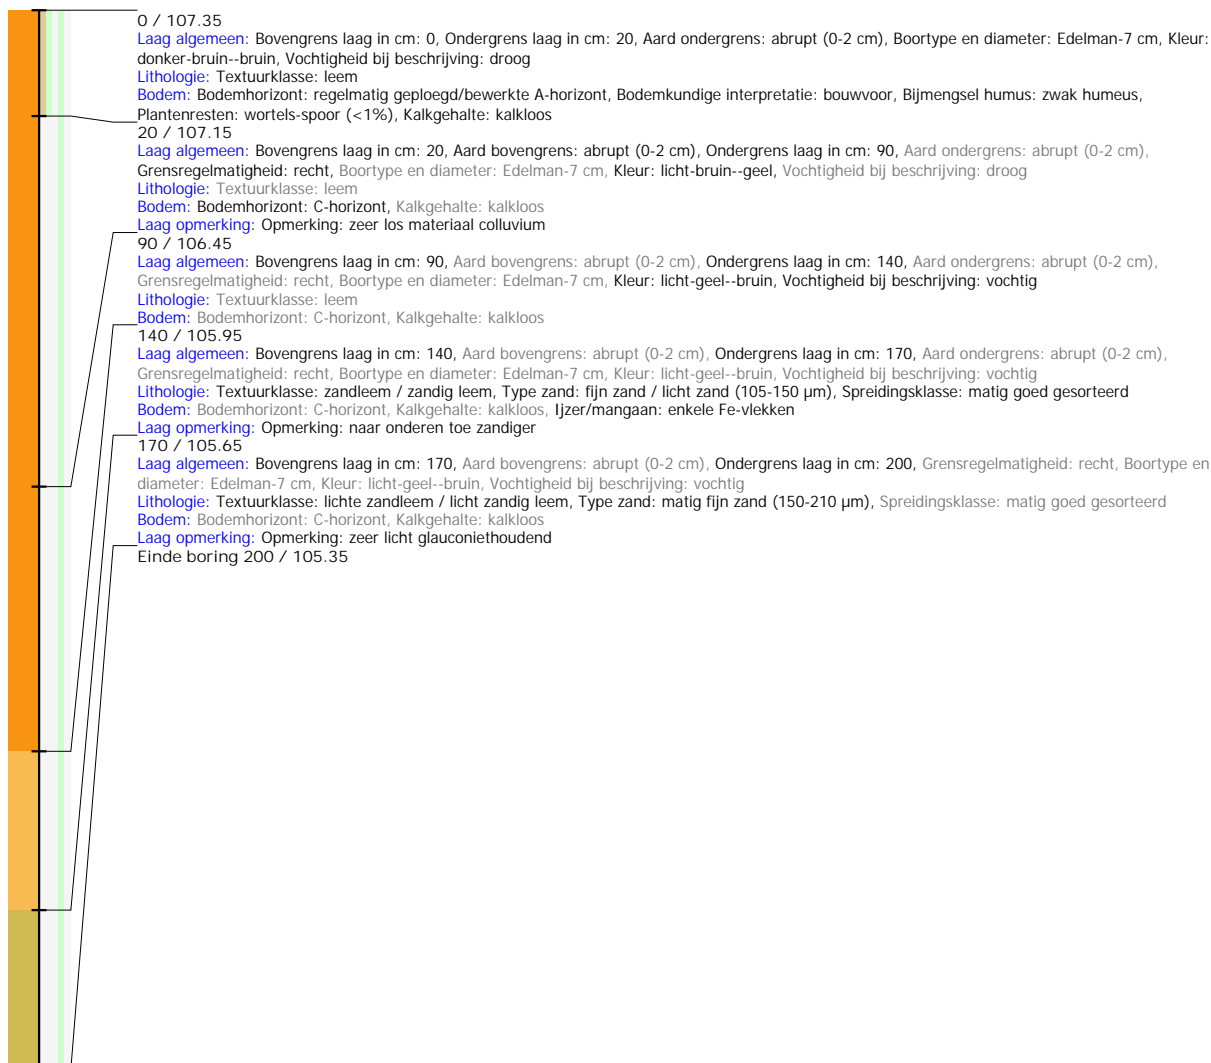 0 / 107.35
Laag algemeen: Bovengrens laag in cm: 0, Ondergrens laag in cm: 20, Aard ondergrens: abrupt (0-2 cm), Boortype en diameter: Edelman-7 cm, Kleur:
donker-bruin--bruin, Vochtigheid bij beschrijving: droog
Lithologie: Textuurklasse: leem
Bodem: Bodemhorizont: regelmatig geploegd/bewerkte A-horizont, Bodemkundige interpretatie: bouwvoor, Bijmengsel humus: zwak humeus,
Plantenresten: wortels-spoor (<1%), Kalkgehalte: kalkloos
20 / 107.15
Laag algemeen: Bovengrens laag in cm: 20, Aard bovengrens: abrupt (0-2 cm), Ondergrens laag in cm: 90, Aard ondergrens: abrupt (0-2 cm),
Grensregelmatigheid: recht, Boortype en diameter: Edelman-7 cm, Kleur: licht-bruin--geel, Vochtigheid bij beschrijving: droog
Lithologie: Textuurklasse: leem
Bodem: Bodemhorizont: C-horizont, Kalkgehalte: kalkloos
Laag opmerking: Opmerking: zeer los materiaal colluvium
90 / 106.45
Laag algemeen: Bovengrens laag in cm: 90, Aard bovengrens: abrupt (0-2 cm), Ondergrens laag in cm: 140, Aard ondergrens: abrupt (0-2 cm),
Grensregelmatigheid: recht, Boortype en diameter: Edelman-7 cm, Kleur: licht-geel--bruin, Vochtigheid bij beschrijving: vochtig
Lithologie: Textuurklasse: leem
Bodem: Bodemhorizont: C-horizont, Kalkgehalte: kalkloos
140 / 105.95
Laag algemeen: Bovengrens laag in cm: 140, Aard bovengrens: abrupt (0-2 cm), Ondergrens laag in cm: 170, Aard ondergrens: abrupt (0-2 cm),
Grensregelmatigheid: recht, Boortype en diameter: Edelman-7 cm, Kleur: licht-geel--bruin, Vochtigheid bij beschrijving: vochtig
Lithologie: Textuurklasse: zandleem / zandig leem, Type zand: fijn zand / licht zand (105-150 µm), Spreidingsklasse: matig goed gesorteerd
Bodem: Bodemhorizont: C-horizont, Kalkgehalte: kalkloos, Ijzer/mangaan: enkele Fe-vlekken
Laag opmerking: Opmerking: naar onderen toe zandiger
170 / 105.65
Laag algemeen: Bovengrens laag in cm: 170, Aard bovengrens: abrupt (0-2 cm), Ondergrens laag in cm: 200, Grensregelmatigheid: recht, Boortype en
diameter: Edelman-7 cm, Kleur: licht-geel--bruin, Vochtigheid bij beschrijving: vochtig
Lithologie: Textuurklasse: lichte zandleem / licht zandig leem, Type zand: matig fijn zand (150-210 µm), Spreidingsklasse: matig goed gesorteerd
Bodem: Bodemhorizont: C-horizont, Kalkgehalte: kalkloos
Laag opmerking: Opmerking: zeer licht glauconiethoudend
Einde boring 200 / 105.35